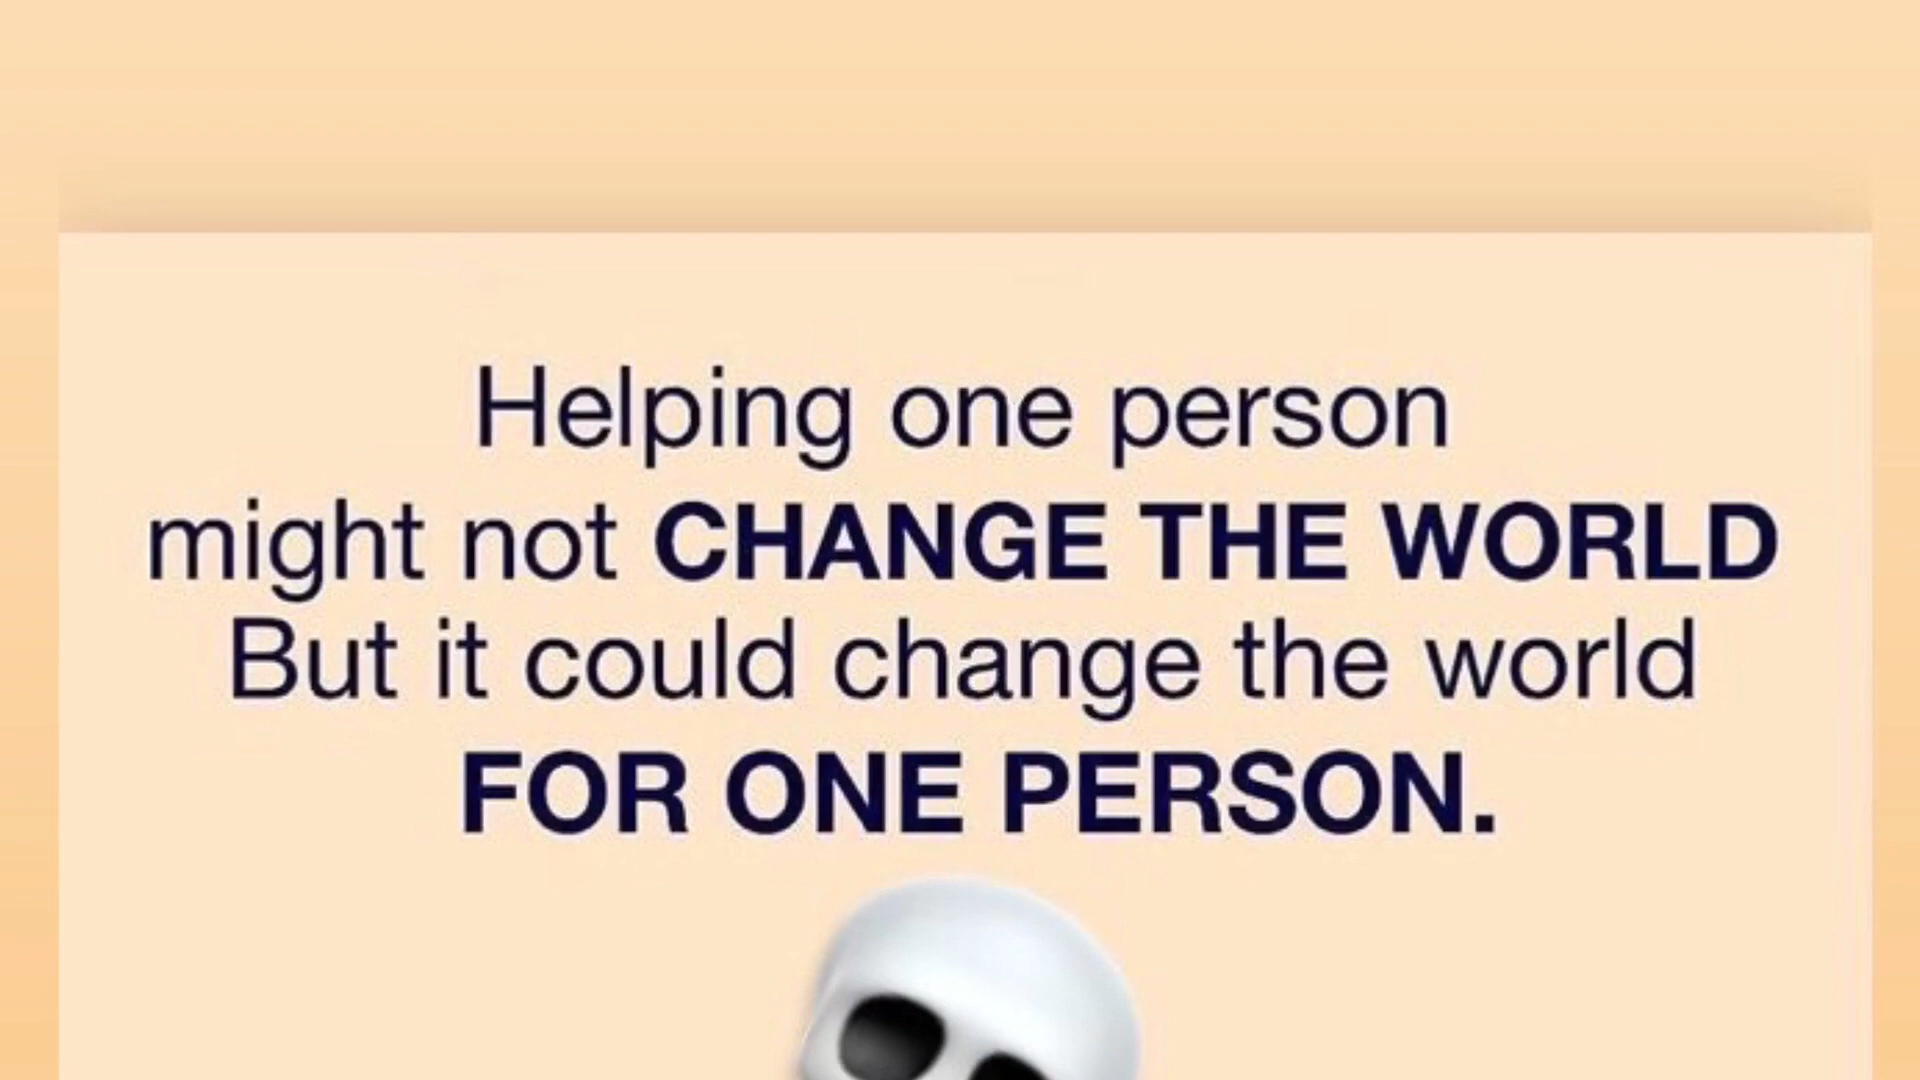 Helping one person
might not CHANGE THE WORLD
But it could change the world
FOR ONE PERSON.